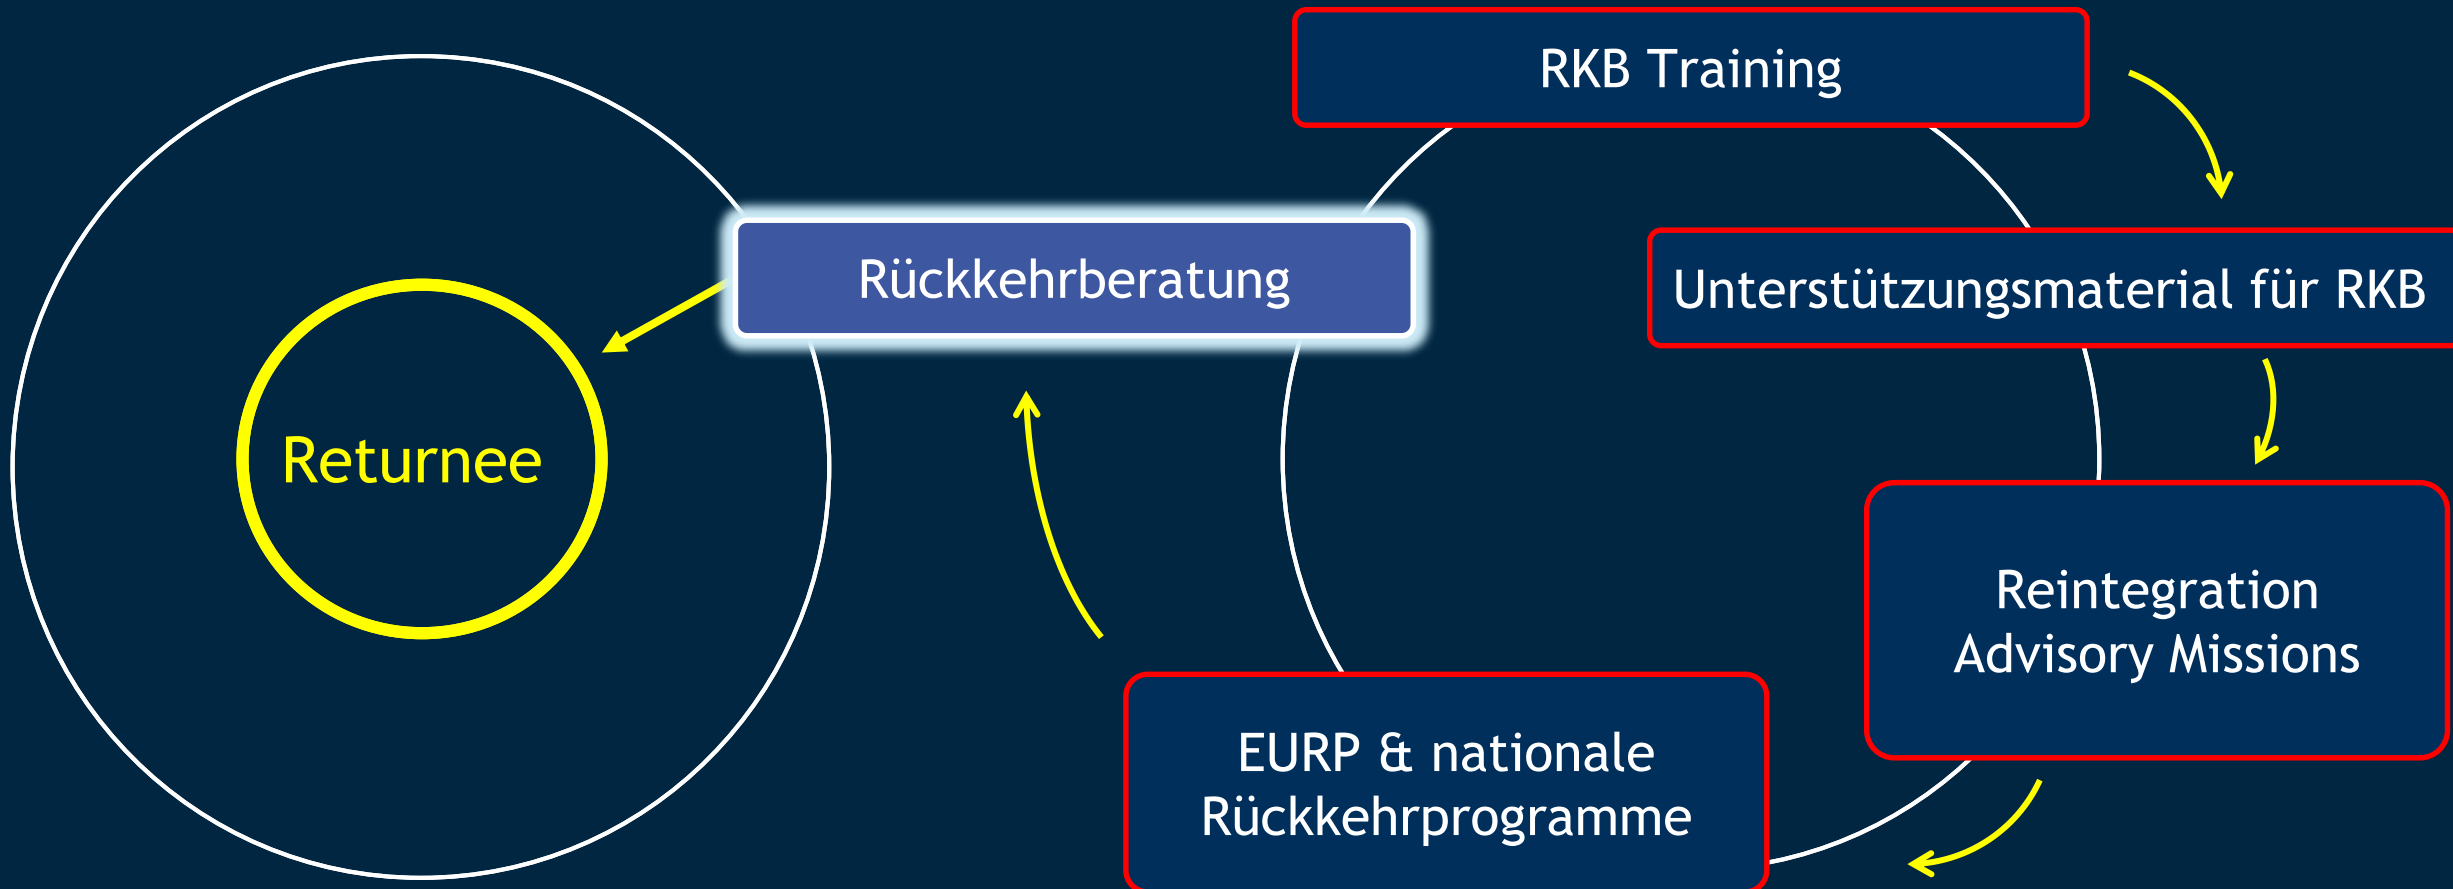 RKB Training
Rückkehrberatung
Unterstützungsmaterial für RKB
Returnee
Reintegration
Advisory Missions
EURP & nationale
Rückkehrprogramme